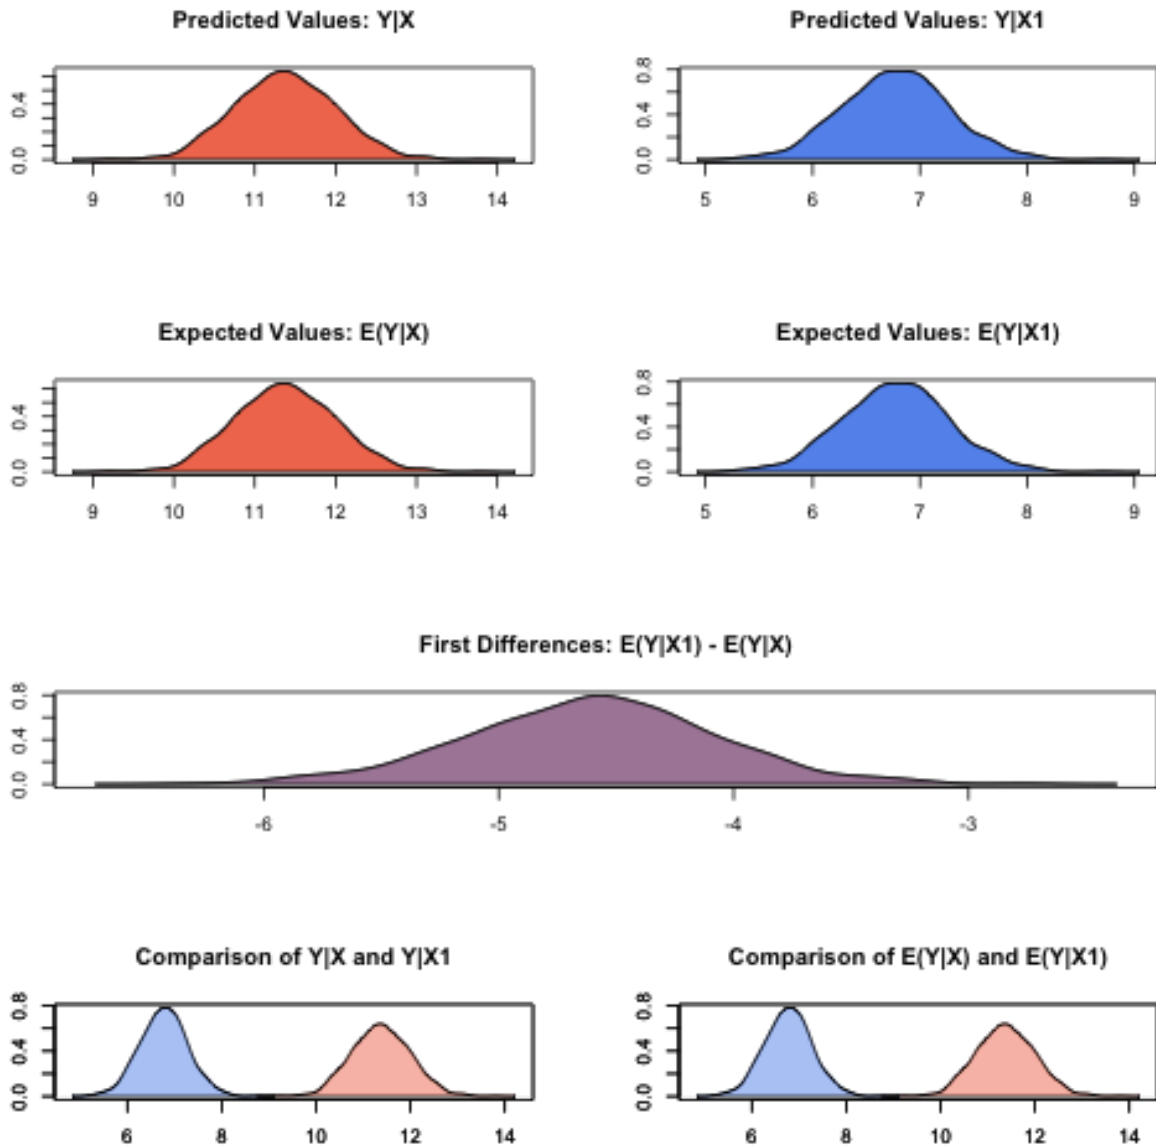 Predicted Values: Y|X
0.0 0.4
9 10 11 12 13 14
Predicted Values: Y|X1
0.0 0.4 0.8
5 6 7 8 9
Expected Values: E(Y|X)
0.0 0.4
9 10 11 12 13 14
Expected Values: E(Y|X1)
0.0 0.4 0.8
5 6 7 8 9
First Differences: E(Y|X1) - E(Y|X)
0.0 0.4 0.8
-6 -5 -4 -3
Comparison of Y|X and Y|X1
0.0 0.4 0.8
6 8 10 12 14
Comparison of E(Y|X) and E(Y|X1)
0.0 0.4 0.8
6 8 10 12 14